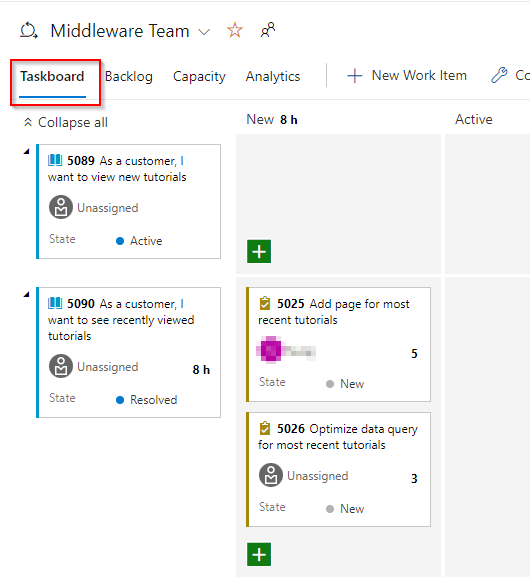 Middleware Team
Taskboard Backlog Capacity Analytics New Work Item Co
Collapse all
New 8 h
Active
5089 As a customer, I
want to view new tutorials
Unassigned
State Active
5090 As a customer, I
want to see recently viewed
tutorials
Unassigned 8 h
State Resolved
5025 Add page for most
recent tutorials
5
State New
5026 Optimize data query
for most recent tutorials
Unassigned 3
State New